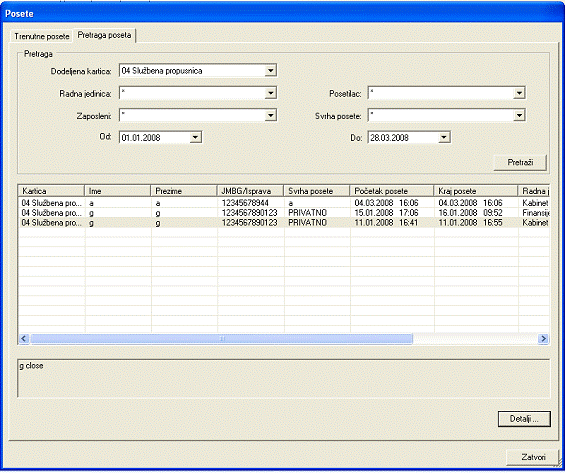 Posete
Trenutne posete Pretraga poseta
Pretraga
Dodeljena kartica: 04 Službena propusnica
Radna jedinica: * Posetilac: *
Zaposleni: * Svrha posete: *
Od: 01.01.2008 Do: 28.03.2008
Pretraži
Kartica Ime Prezime JMBG/Isprava Svrha posete Početak posete Kraj posete Radna j
04 Službena pro... a a 12345678944 a 04.03.2008 16:06 04.03.2008 16:06 Kabinet
04 Službena pro... g g 1234567890123 PRIVATNO 15.01.2008 17:06 16.01.2008 09:52 Finansije
04 Službena pro... g g 1234567890123 PRIVATNO 11.01.2008 16:41 11.01.2008 16:55 Kabinet
g close
Detalji ...
Zatvori